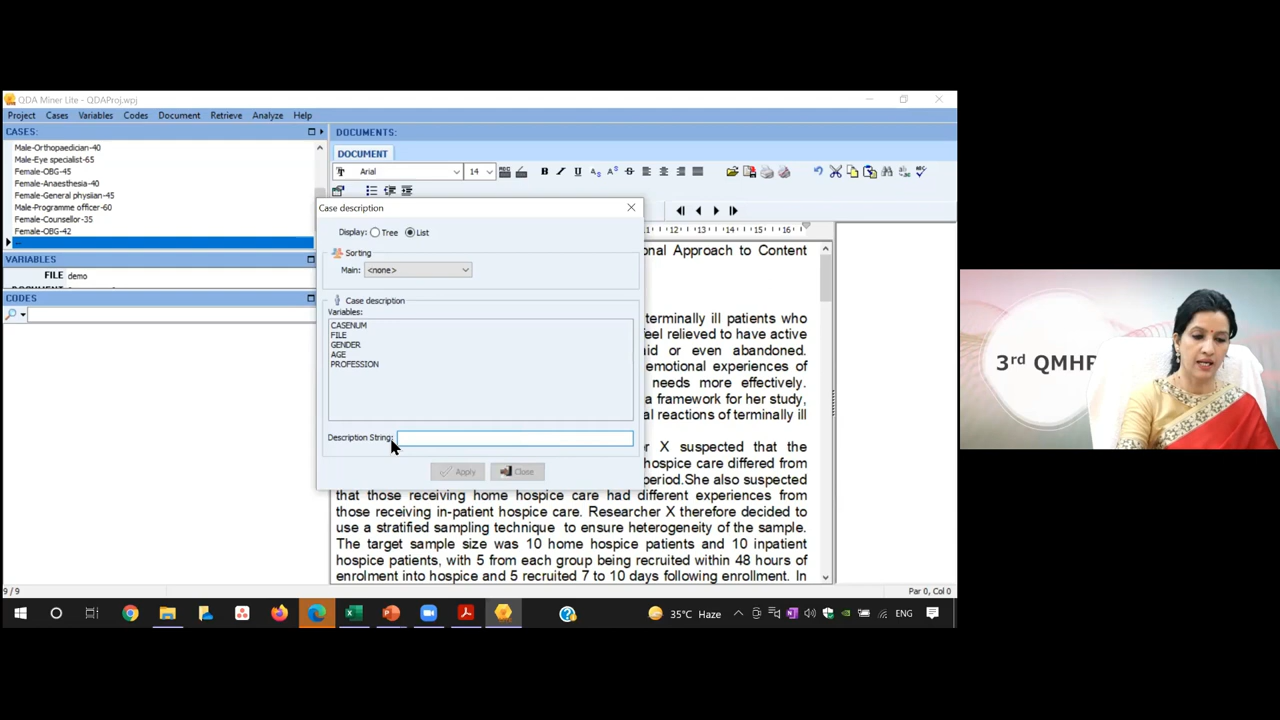 QDA Miner Lite - QDAProj.wpj
Project Cases Variables Codes Document Retrieve Analyze Help
CASES:
Male-Orthopaedician-40
Male-Eye specialist-65
Female-OBG-45
Female-Anaesthesia-40
Female-General physiian-45
Male-Programme officer-60
Female-Counsellor-35
Female-OBG-42
--
VARIABLES
FILE demo
CODES
DOCUMENTS:
DOCUMENT
Arial 14
Case description
Display: Tree List
Sorting
Main: <none>
Case description
Variables:
CASENUM
FILE
GENDER
AGE
PROFESSION
Description String:
Apply Close
11 12 13 14 15 16
onal Approach to Content
terminally ill patients who
feel relieved to have active
or even abandoned.
emotional experiences of
needs more effectively.
a framework for her study,
al reactions of terminally ill
X suspected that the
hospice care differed from
period.She also suspected
that those receiving home hospice care had different experiences from
those receiving in-patient hospice care. Researcher X therefore decided to
use a stratified sampling technique to ensure heterogeneity of the sample.
The target sample size was 10 home hospice patients and 10 inpatient
hospice patients, with 5 from each group being recruited within 48 hours of
enrolment into hospice and 5 recruited 7 to 10 days following enrollment. In
9 / 9
Par 0, Col 0
35°C Haze
ENG
3rd QMHR